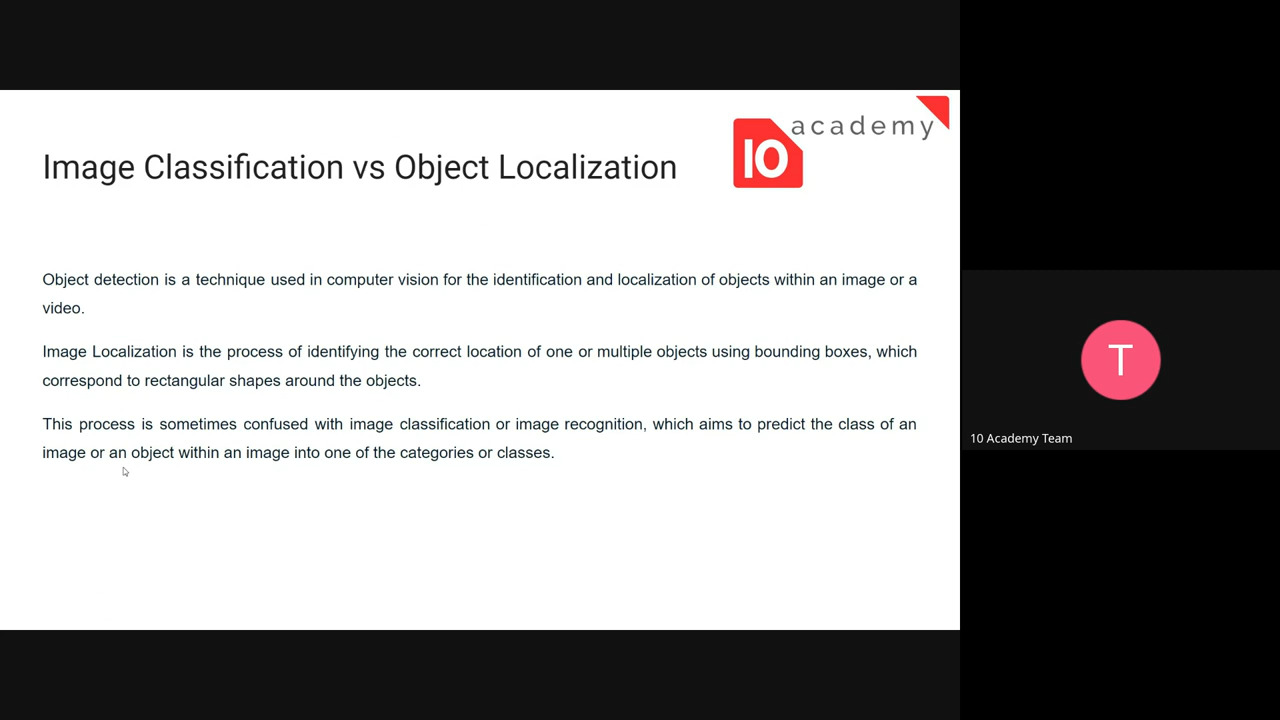 academy
10
Image Classification vs Object Localization
Object detection is a technique used in computer vision for the identification and localization of objects within an image or a
video.
Image Localization is the process of identifying the correct location of one or multiple objects using bounding boxes, which
correspond to rectangular shapes around the objects.
This process is sometimes confused with image classification or image recognition, which aims to predict the class of an
image or an object within an image into one of the categories or classes.
T
10 Academy Team